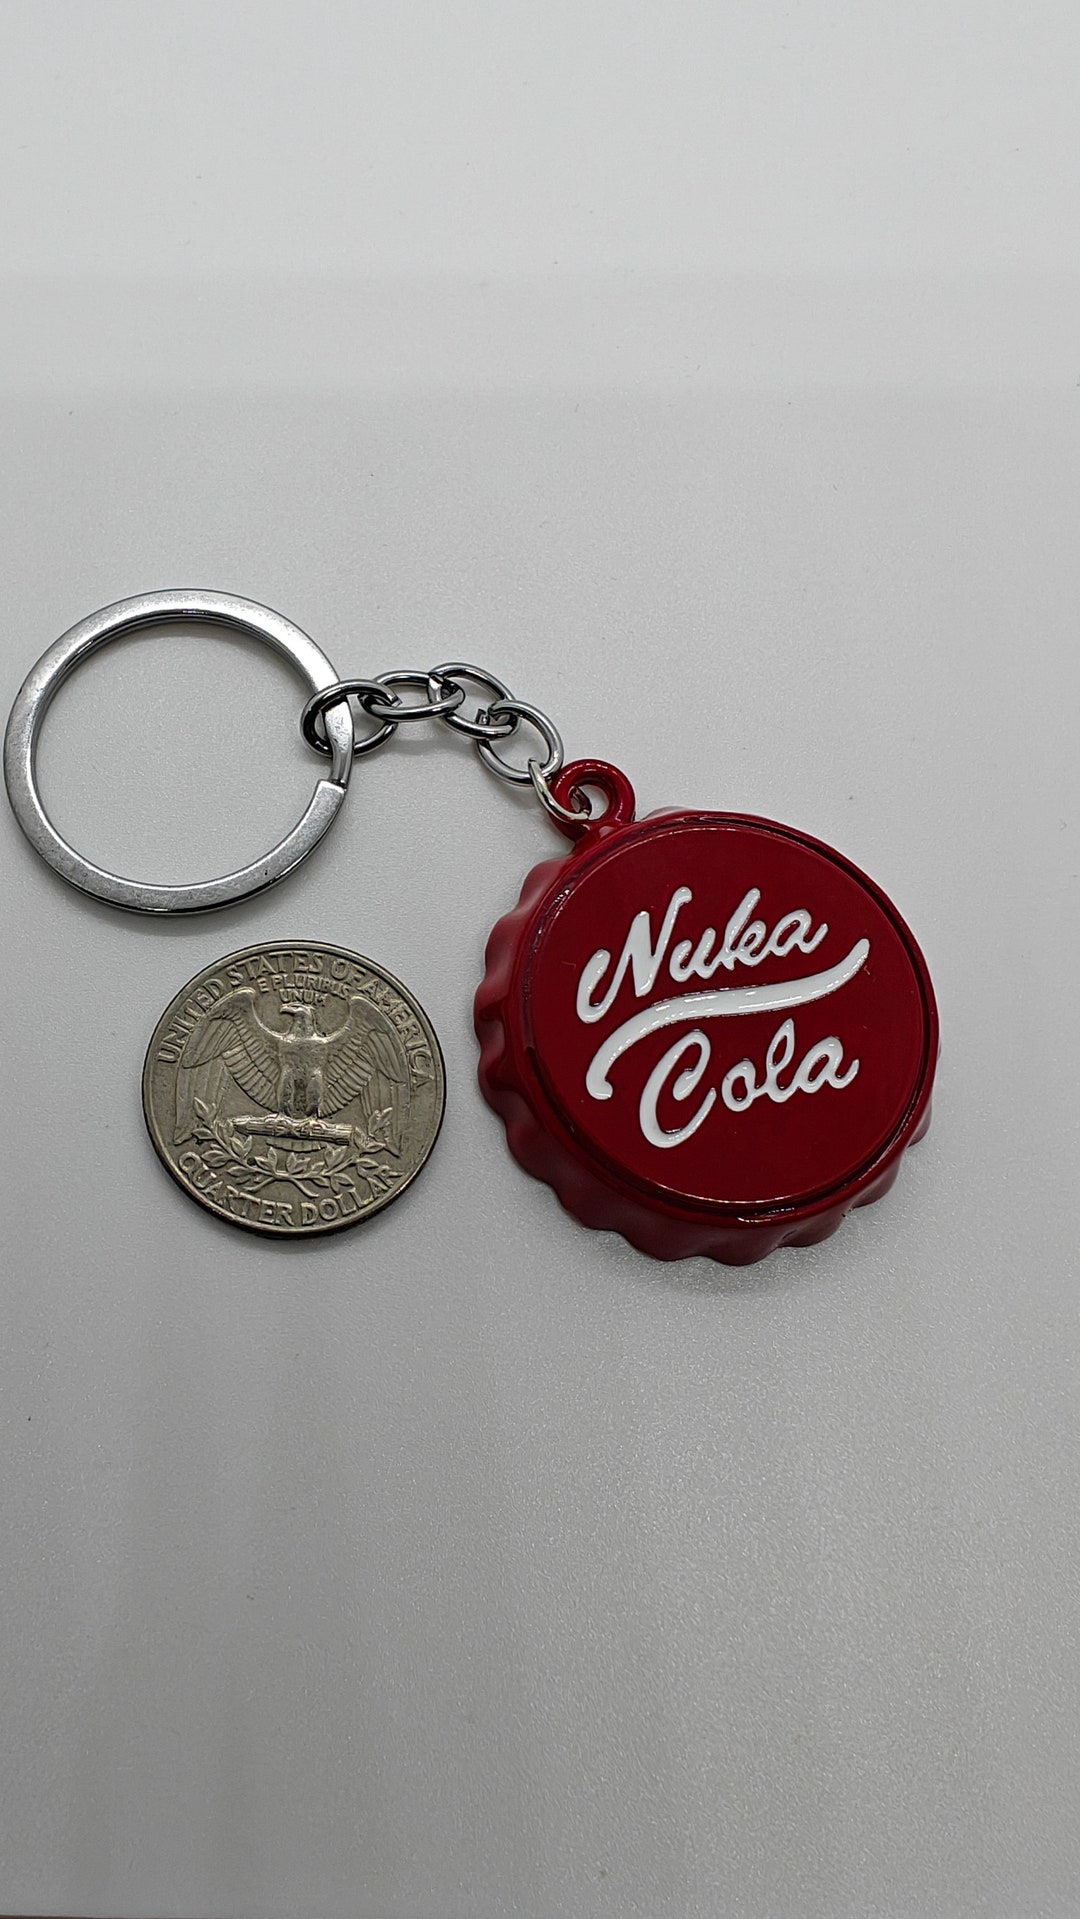 UNITED STATES OF AMERICA
E PLURIBUS
UNUM
QUARTER DOLLAR
Nuka
Cola